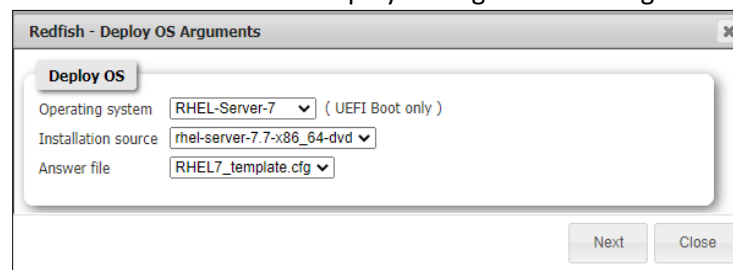 Redfish - Deploy OS Arguments
Deploy OS
Operating system RHEL-Server-7 ( UEFI Boot only )
Installation source rhel-server-7.7-x86_64-dvd
Answer file RHEL7_template.cfg
Next Close